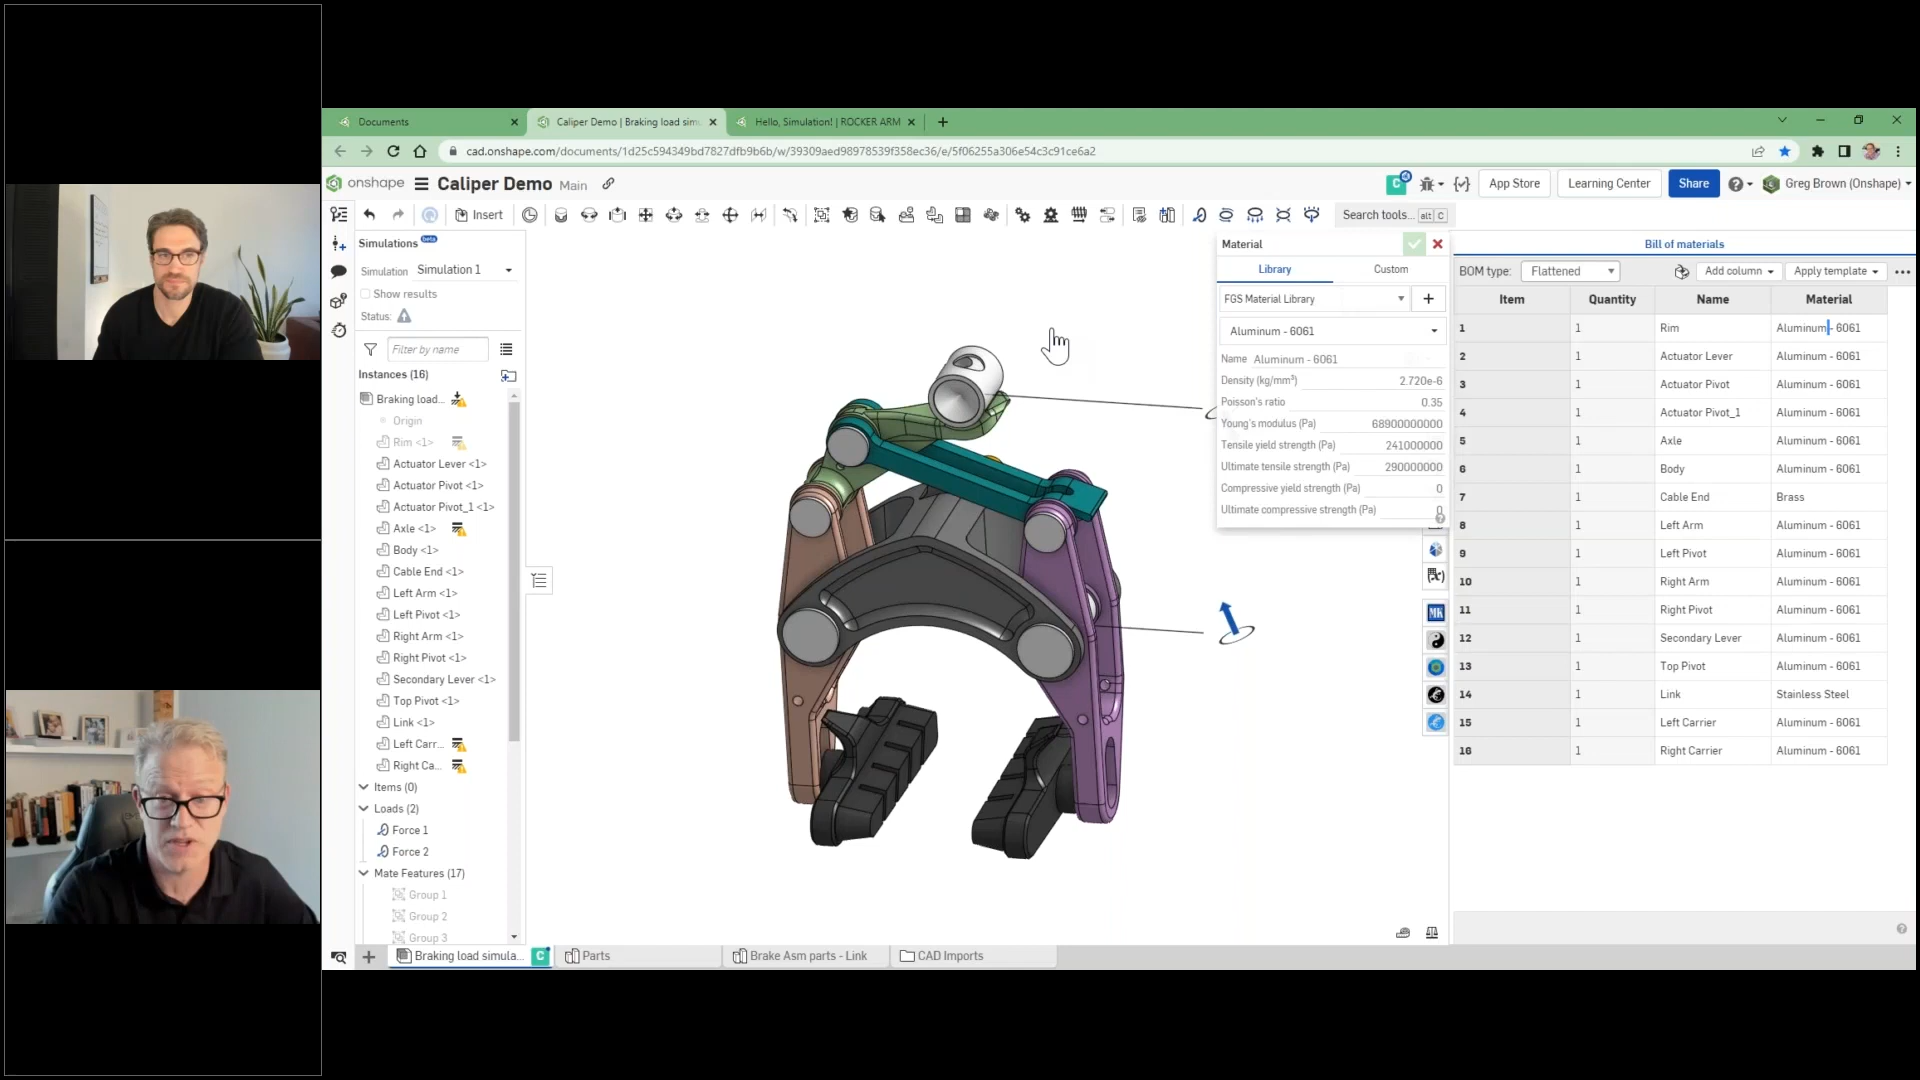 Documents
Caliper Demo | Braking load sim
Hello, Simulation! | ROCKER ARM
cad.onshape.com/documents/1d25c594349bd7827dfb9b6b/w/39309aed98978539f358ec36/e/5f06255a306e54c3c91ce6a2
onshape
Caliper Demo Main
App Store
Learning Center
Share
Greg Brown (Onshape)
Insert
Search tools... alt C
Simulations beta
Simulation Simulation 1
Show results
Status:
Filter by name
Instances (16)
Braking load...
Origin
Rim <1>
Actuator Lever <1>
Actuator Pivot <1>
Actuator Pivot_1 <1>
Axle <1>
Body <1>
Cable End <1>
Left Arm <1>
Left Pivot <1>
Right Arm <1>
Right Pivot <1>
Secondary Lever <1>
Top Pivot <1>
Link <1>
Left Carr...
Right Ca...
Items (0)
Loads (2)
Force 1
Force 2
Mate Features (17)
Group 1
Group 2
Group 3
Material
Library Custom
FGS Material Library
Aluminum - 6061
Name Aluminum - 6061
Density (kg/mm³) 2.720e-6
Poisson's ratio 0.35
Young's modulus (Pa) 68900000000
Tensile yield strength (Pa) 241000000
Ultimate tensile strength (Pa) 290000000
Compressive yield strength (Pa) 0
Ultimate compressive strength (Pa) 0
MK
Bill of materials
BOM type: Flattened Add column Apply template
Item Quantity Name Material
1 1 Rim Aluminum - 6061
2 1 Actuator Lever Aluminum - 6061
3 1 Actuator Pivot Aluminum - 6061
4 1 Actuator Pivot_1 Aluminum - 6061
5 1 Axle Aluminum - 6061
6 1 Body Aluminum - 6061
7 1 Cable End Brass
8 1 Left Arm Aluminum - 6061
9 1 Left Pivot Aluminum - 6061
10 1 Right Arm Aluminum - 6061
11 1 Right Pivot Aluminum - 6061
12 1 Secondary Lever Aluminum - 6061
13 1 Top Pivot Aluminum - 6061
14 1 Link Stainless Steel
15 1 Left Carrier Aluminum - 6061
16 1 Right Carrier Aluminum - 6061
Braking load simula... C
Parts
Brake Asm parts - Link
CAD Imports